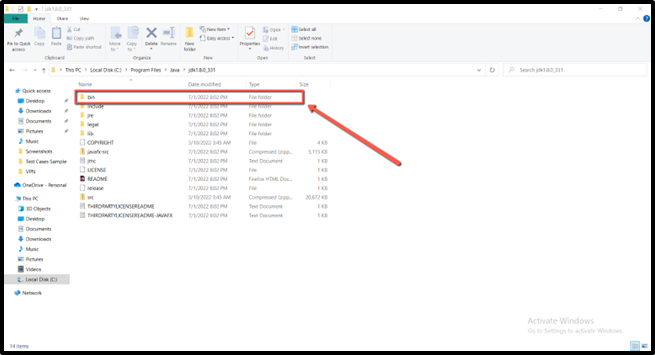 jdk1.8.0_331
File Home Share View
Pin to Quick access
Copy
Paste
Cut
Copy path
Paste shortcut
Move to
Copy to
Delete
Rename
New folder
New item
Easy access
Properties
Open
Edit
History
Select all
Select none
Invert selection
Clipboard Organize New Open Select
This PC Local Disk (C:) Program Files Java jdk1.8.0_331
Search jdk1.8.0_331
Name Date modified Type Size
bin 7/1/2022 8:02 PM File folder
include 7/1/2022 8:02 PM File folder
jre 7/1/2022 8:02 PM File folder
legal 7/1/2022 8:02 PM File folder
lib 7/1/2022 8:02 PM File folder
COPYRIGHT 3/10/2022 3:43 AM File 4 KB
javafx-src 7/1/2022 8:02 PM Compressed (zipp... 5,115 KB
jmc 7/1/2022 8:02 PM Text Document 1 KB
LICENSE 7/1/2022 8:02 PM File 1 KB
README 7/1/2022 8:02 PM Firefox HTML Doc... 1 KB
release 7/1/2022 8:02 PM File 1 KB
src 3/10/2022 3:43 AM Compressed (zipp... 20,672 KB
THIRDPARTYLICENSEREADME 7/1/2022 8:02 PM Text Document 1 KB
THIRDPARTYLICENSEREADME-JAVAFX 7/1/2022 8:02 PM Text Document 1 KB
Quick access
Desktop
Downloads
Documents
Pictures
Music
Screenshots
Test Cases Sample
VPN
OneDrive - Personal
This PC
3D Objects
Desktop
Documents
Downloads
Music
Pictures
Videos
Local Disk (C:)
Network
Activate Windows
Go to Settings to activate Windows.
14 items